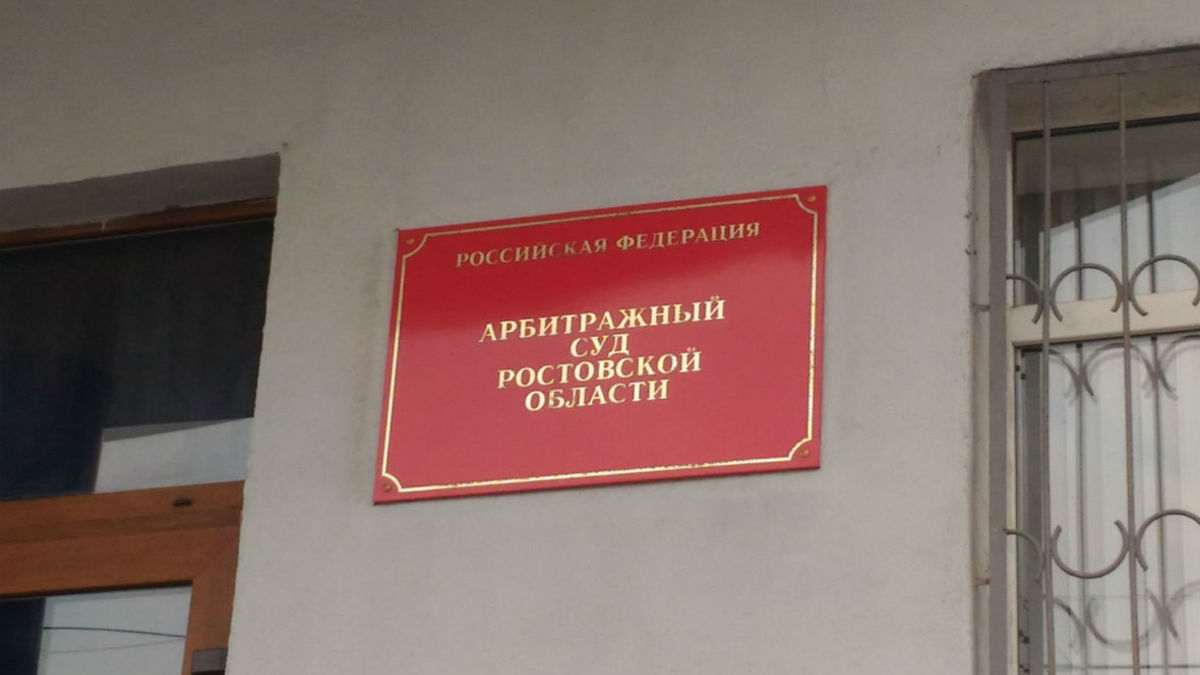 РОССИЙСКАЯ ФЕДЕРАЦИЯ
АРБИТРАЖНЫЙ
СУД
РОСТОВСКОЙ
ОБЛАСТИ